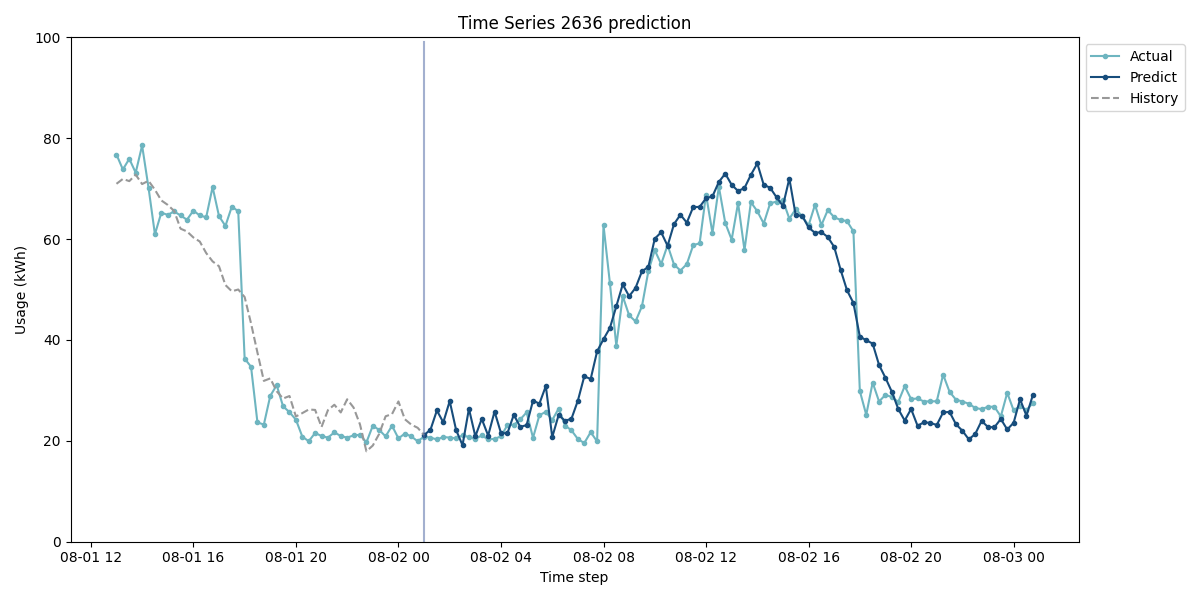 Time Series 2636 prediction
100
80
60
40
20
0
Usage (kWh)
08-01 12
08-01 16
08-01 20
08-02 00
08-02 04
08-02 08
08-02 12
08-02 16
08-02 20
08-03 00
Time step
Actual
Predict
History